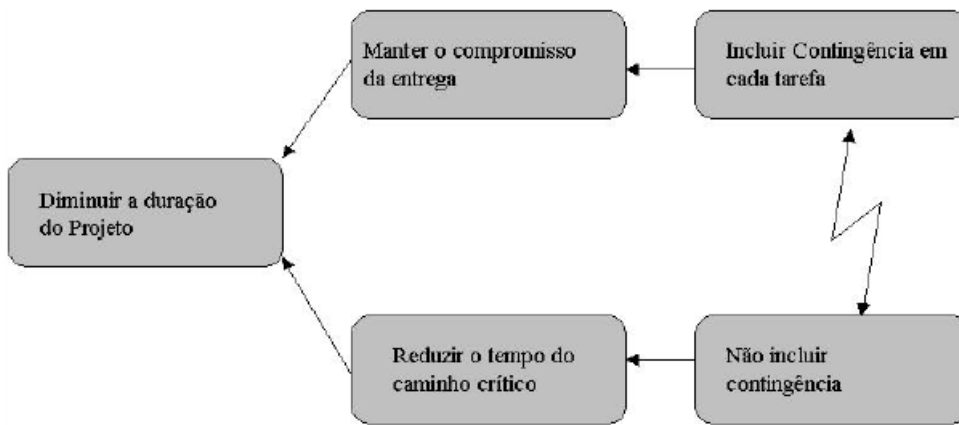 Manter o compromisso
da entrega
Incluir Contingência em
cada tarefa
Diminuir a duração
do Projeto
Reduzir o tempo do
caminho crítico
Não incluir
contingência